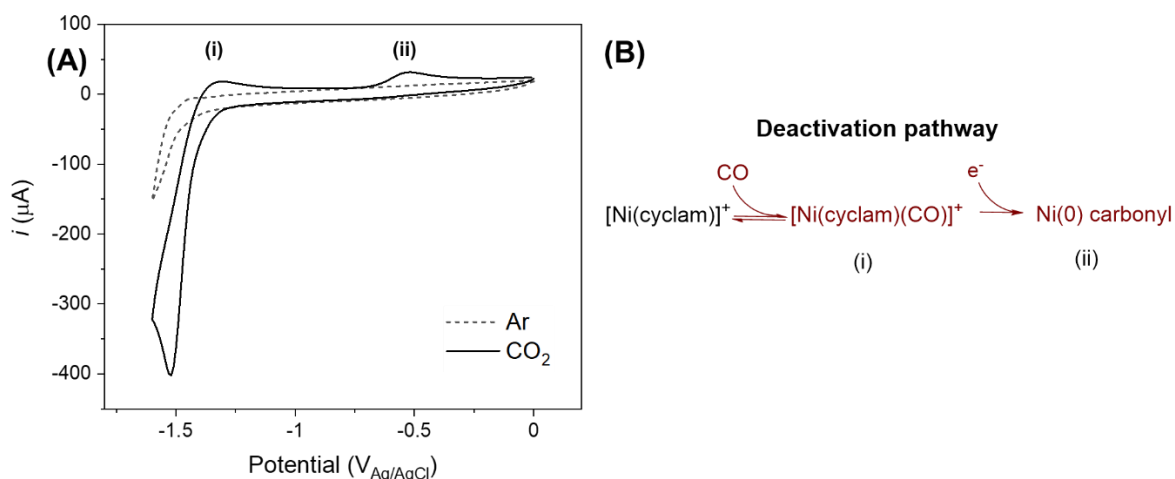 (A)
(i)
(ii)
100
0
-100
-200
-300
-400
i (μA)
Ar
CO₂
-1.5
-1
-0.5
0
Potential (V_Ag/AgCl)
(B)
Deactivation pathway
CO
e⁻
[Ni(cyclam)]⁺
[Ni(cyclam)(CO)]⁺
Ni(0) carbonyl
(i)
(ii)